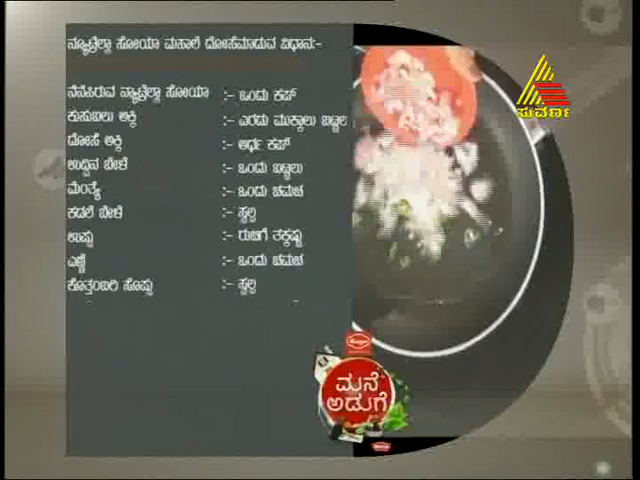 ನ್ಯೂಟ್ರಿಲ್ಲಾ ಸೋಯಾ ಮಸಾಲೆ ದೋಸೆಮಾಡುವ ವಿಧಾನ:-
ನೆನೆಸಿರುವ ನ್ಯೂಟ್ರಿಲ್ಲಾ ಸೋಯಾ :- ಒಂದು ಕಪ್
ಕುಸುಬಲು ಅಕ್ಕಿ :- ಎರಡು ಮುಕ್ಕಾಲು ಬಟ್ಟಲ
ದೋಸೆ ಅಕ್ಕಿ :- ಅರ್ಧ ಕಪ್
ಉದ್ದಿನ ಬೇಳೆ :- ಒಂದು ಬಟ್ಟಲು
ಮೆಂತ್ಯೆ :- ಒಂದು ಚಮಚ
ಕಡಲೆ ಬೇಳೆ :- ಸ್ವಲ್ಪ
ಉಪ್ಪು :- ರುಚಿಗೆ ತಕ್ಕಷ್ಟು
ಎಣ್ಣೆ :- ಒಂದು ಚಮಚ
ಕೊತ್ತಂಬರಿ ಸೊಪ್ಪು :- ಸ್ವಲ್ಪ
ಸುವರ್ಣ
ಮನೆ
ಅಡುಗೆ